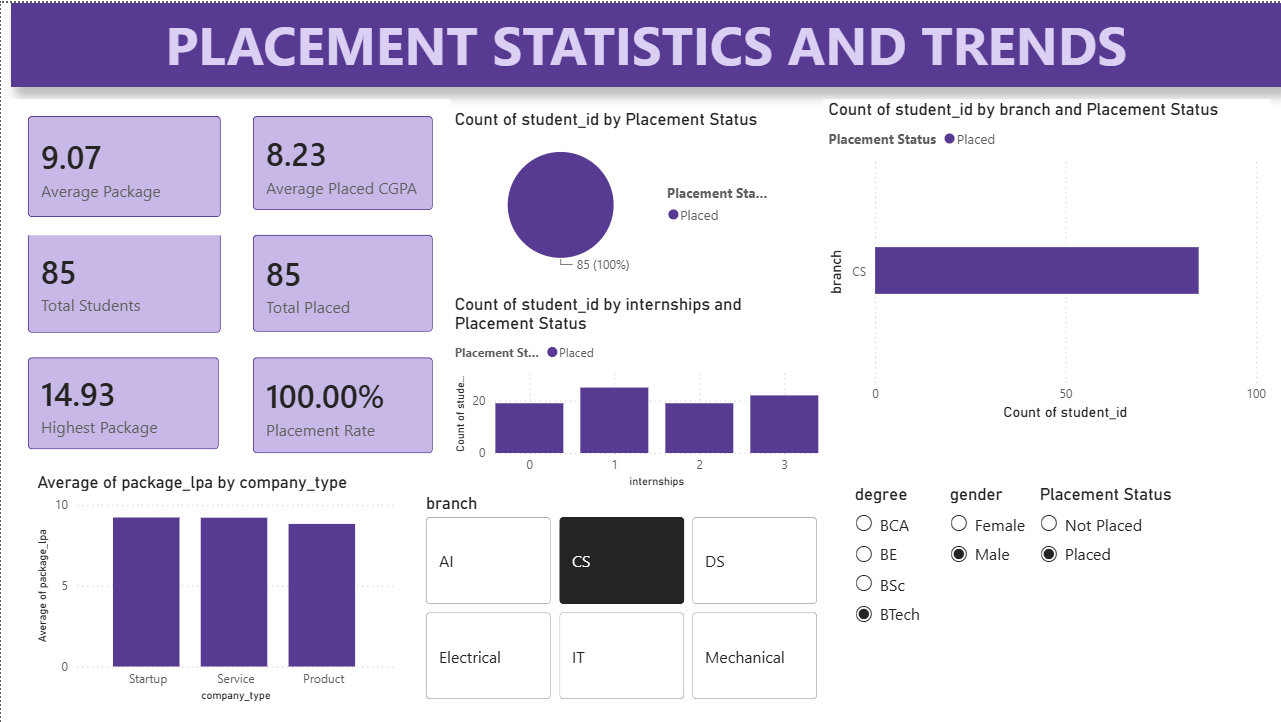 PLACEMENT STATISTICS AND TRENDS
9.07
Average Package
8.23
Average Placed CGPA
85
Total Students
85
Total Placed
14.93
Highest Package
100.00%
Placement Rate
Count of student_id by Placement Status
Placement Sta...
Placed
85 (100%)
Count of student_id by internships and
Placement Status
Placement St... Placed
Count of stude...
20
0
0 1 2 3
internships
Count of student_id by branch and Placement Status
Placement Status Placed
branch
CS
0 50 100
Count of student_id
Average of package_lpa by company_type
Average of package_lpa
10
5
0
Startup Service Product
company_type
branch
AI CS DS
Electrical IT Mechanical
degree
BCA
BE
BSc
BTech
gender
Female
Male
Placement Status
Not Placed
Placed